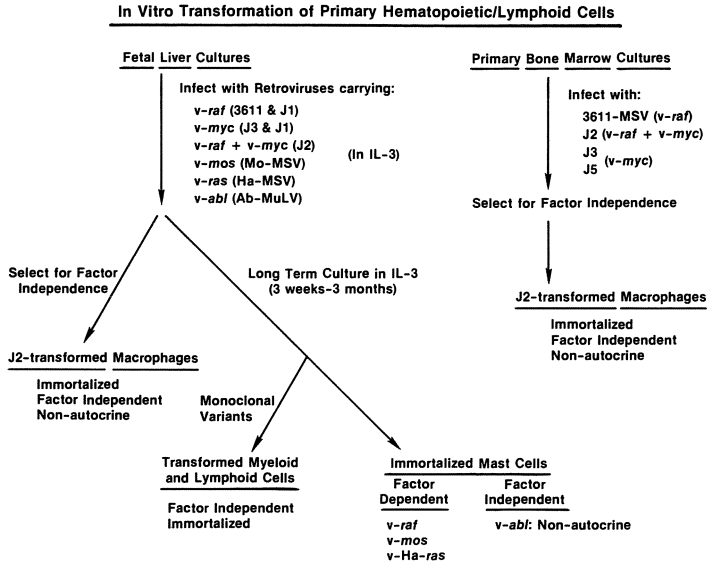 In Vitro Transformation of Primary Hematopoietic/Lymphoid Cells
Fetal Liver Cultures
Infect with Retroviruses carrying:
v-raf (3611 & J1)
v-myc (J3 & J1)
v-raf + v-myc (J2)
v-mos (Mo-MSV)
v-ras (Ha-MSV)
v-abl (Ab-MuLV)
(In IL-3)
Primary Bone Marrow Cultures
Infect with:
3611-MSV (v-raf)
J2 (v-raf + v-myc)
J3
J5
(v-myc)
Select for Factor Independence
J2-transformed Macrophages
Immortalized
Factor Independent
Non-autocrine
Select for Factor
Independence
Long Term Culture in IL-3
(3 weeks-3 months)
J2-transformed Macrophages
Immortalized
Factor Independent
Non-autocrine
Monoclonal
Variants
Transformed Myeloid
and Lymphoid Cells
Factor Independent
Immortalized
Immortalized Mast Cells
Factor
Dependent
v-raf
v-mos
v-Ha-ras
Factor
Independent
v-abl: Non-autocrine